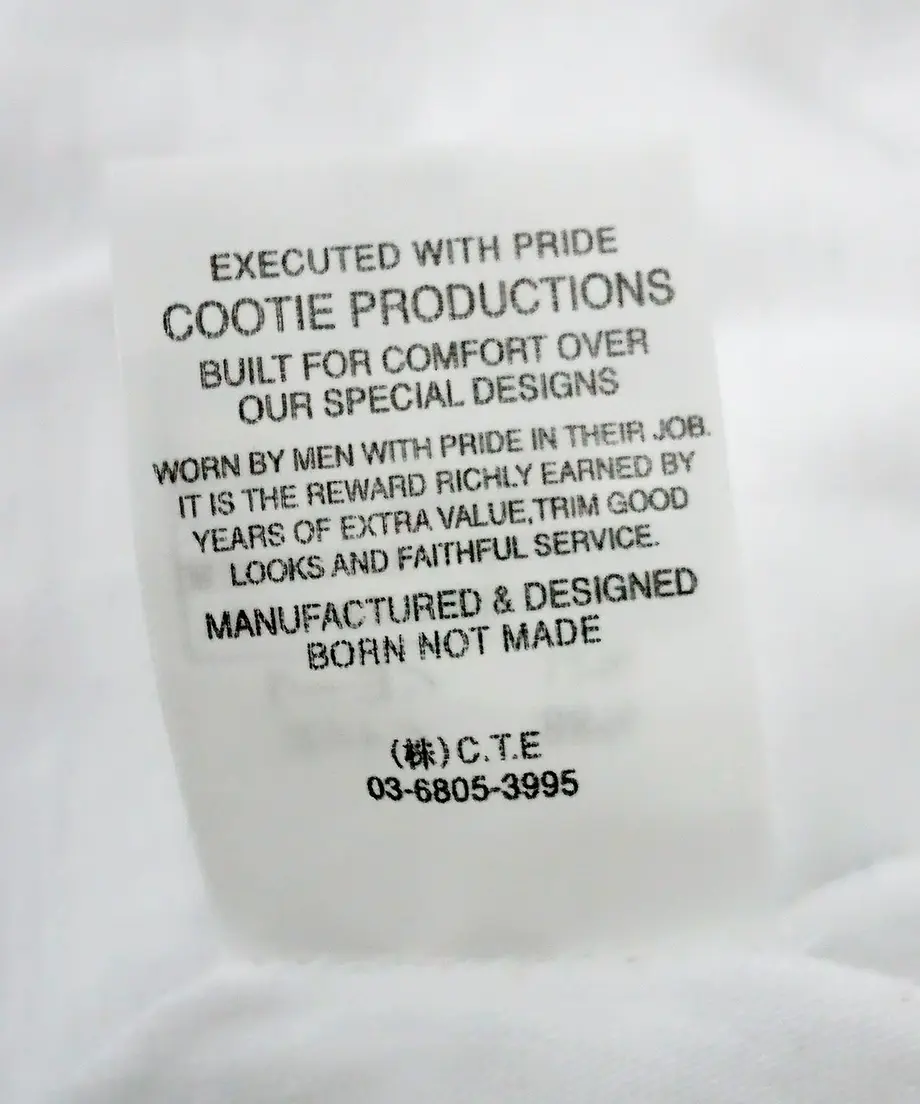 EXECUTED WITH PRIDE
COOTIE PRODUCTIONS
BUILT FOR COMFORT OVER
OUR SPECIAL DESIGNS
WORN BY MEN WITH PRIDE IN THEIR JOB.
IT IS THE REWARD RICHLY EARNED BY
YEARS OF EXTRA VALUE,TRIM GOOD
LOOKS AND FAITHFUL SERVICE.
MANUFACTURED & DESIGNED
BORN NOT MADE
(株)C.T.E
03-6805-3995